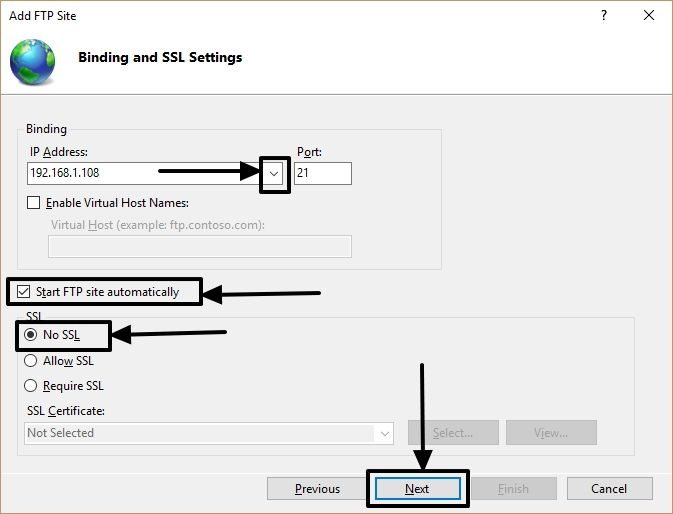 Add FTP Site
?
Binding and SSL Settings
Binding
IP Address: Port:
192.168.1.108 21
Enable Virtual Host Names:
Virtual Host (example: ftp.contoso.com):
Start FTP site automatically
SSL
No SSL
Allow SSL
Require SSL
SSL Certificate:
Not Selected Select... View...
Previous Next Finish Cancel